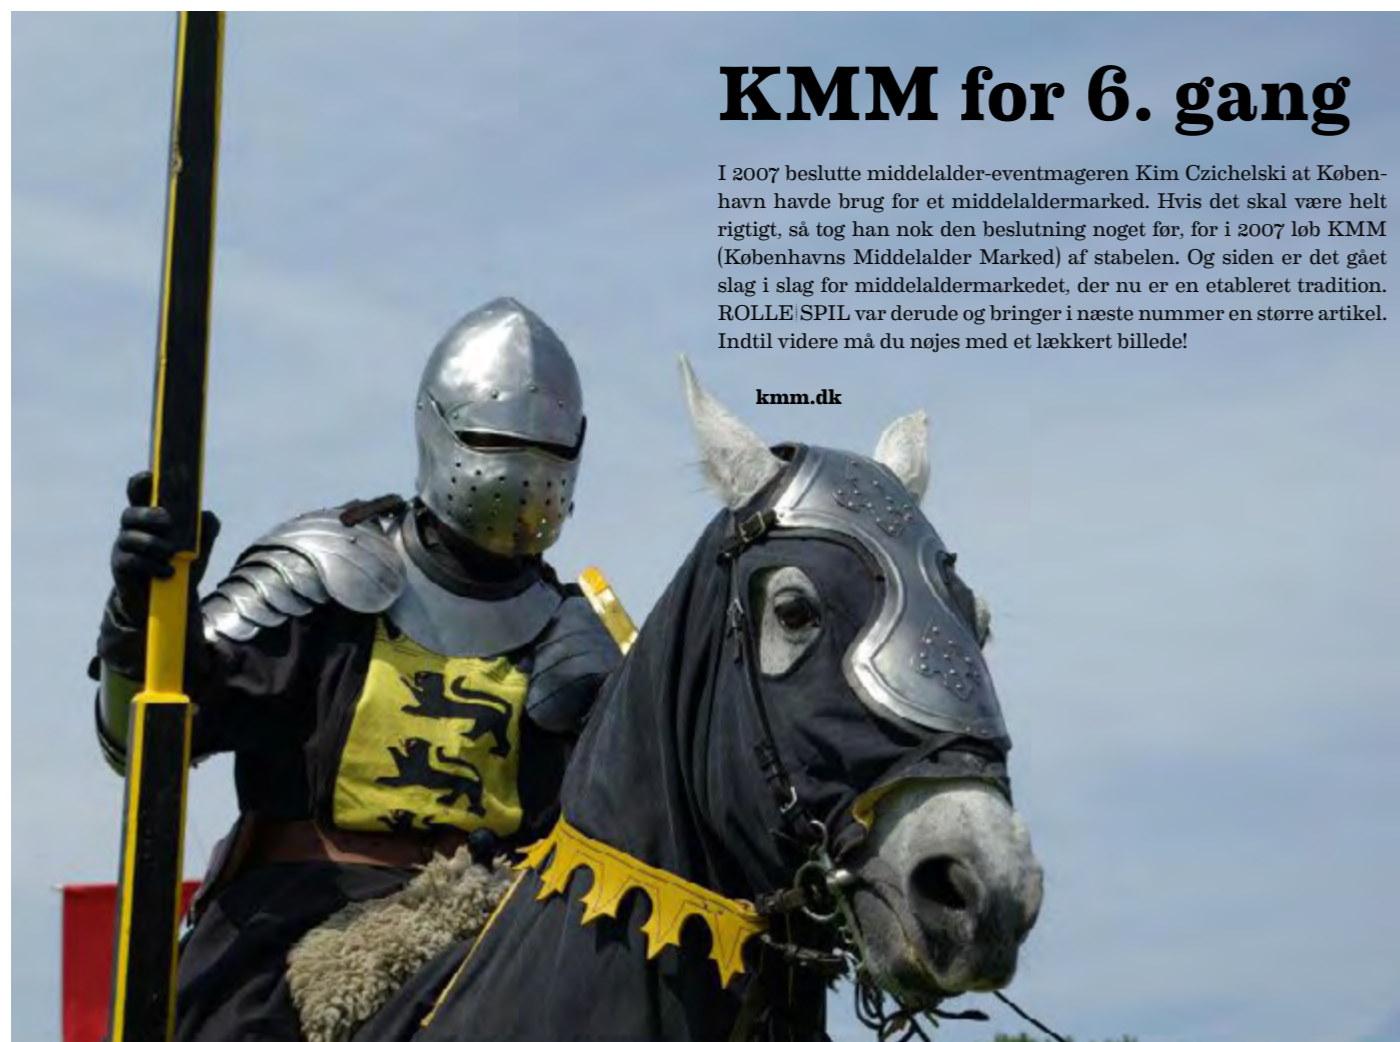 KMM for 6. gang
I 2007 beslutte middelalder-eventmageren Kim Czichelski at Køben-
havn havde brug for et middelaldermarked. Hvis det skal være helt
rigtigt, så tog han nok den beslutning noget før, for i 2007 løb KMM
(Københavns Middelalder Marked) af stabelen. Og siden er det gået
slag i slag for middelaldermarkedet, der nu er en etableret tradition.
ROLLE|SPIL var derude og bringer i næste nummer en større artikel.
Indtil videre må du nøjes med et lækkert billede!
kmm.dk